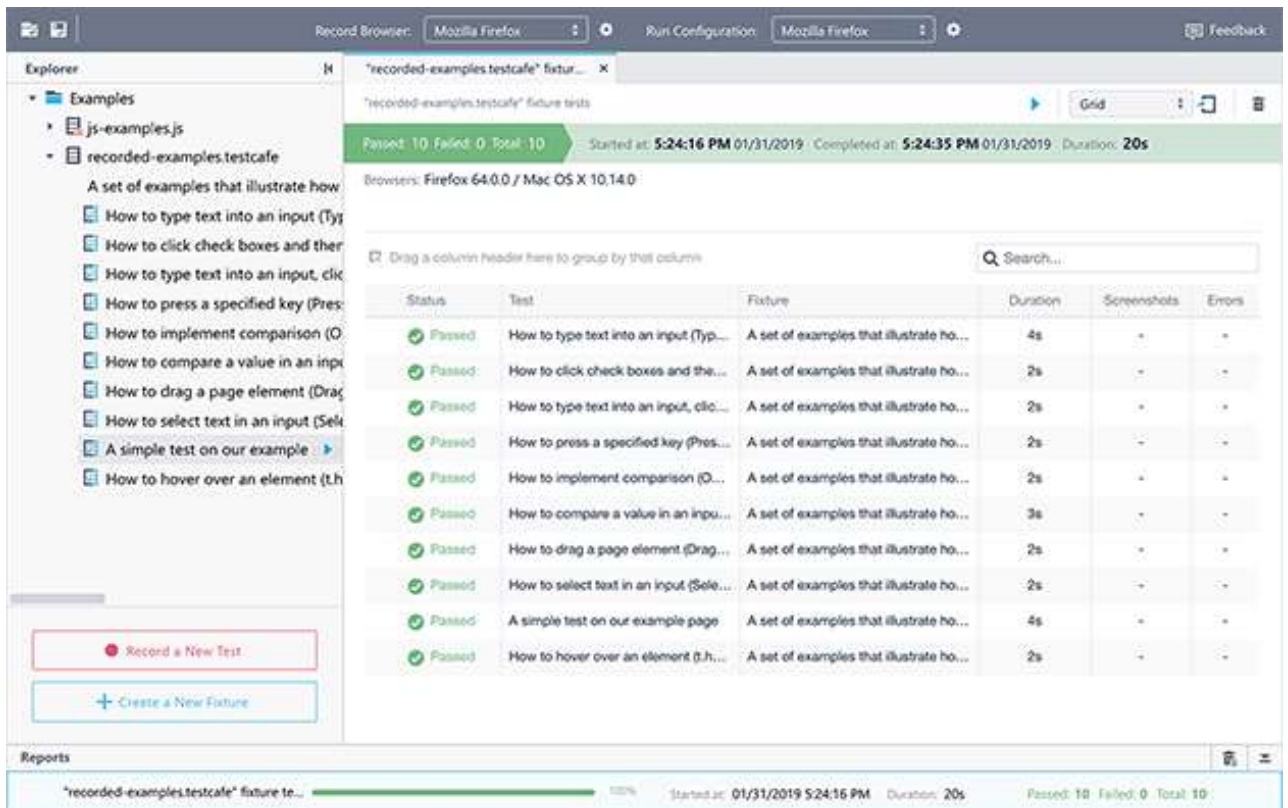 Record Browser: Mozilla Firefox Run Configuration: Mozilla Firefox Feedback
Explorer
Examples
js-examples.js
recorded-examples.testcafe
A set of examples that illustrate how
How to type text into an input (Typ
How to click check boxes and ther
How to type text into an input, clic
How to press a specified key (Pres
How to implement comparison (O
How to compare a value in an inpu
How to drag a page element (Drag
How to select text in an input (Sele
A simple test on our example
How to hover over an element (t.h
Record a New Test
Create a New Fixture
"recorded-examples.testcafe" fixtur...
"recorded-examples.testcafe" fixture tests Grid
Passed: 10 Failed: 0 Total: 10 Started at: 5:24:16 PM 01/31/2019 Completed at: 5:24:35 PM 01/31/2019 Duration: 20s
Browsers: Firefox 64.0.0 / Mac OS X 10.14.0
Drag a column header here to group by that column Search...
Status Test Fixture Duration Screenshots Errors
Passed How to type text into an input (Typ... A set of examples that illustrate ho... 4s - -
Passed How to click check boxes and the... A set of examples that illustrate ho... 2s - -
Passed How to type text into an input, clic... A set of examples that illustrate ho... 2s - -
Passed How to press a specified key (Pres... A set of examples that illustrate ho... 2s - -
Passed How to implement comparison (O... A set of examples that illustrate ho... 2s - -
Passed How to compare a value in an inpu... A set of examples that illustrate ho... 3s - -
Passed How to drag a page element (Drag... A set of examples that illustrate ho... 2s - -
Passed How to select text in an input (Sele... A set of examples that illustrate ho... 2s - -
Passed A simple test on our example page A set of examples that illustrate ho... 4s - -
Passed How to hover over an element (t.h... A set of examples that illustrate ho... 2s - -
Reports
"recorded-examples.testcafe" fixture te... 100% Started at: 01/31/2019 5:24:16 PM Duration: 20s Passed: 10 Failed: 0 Total: 10